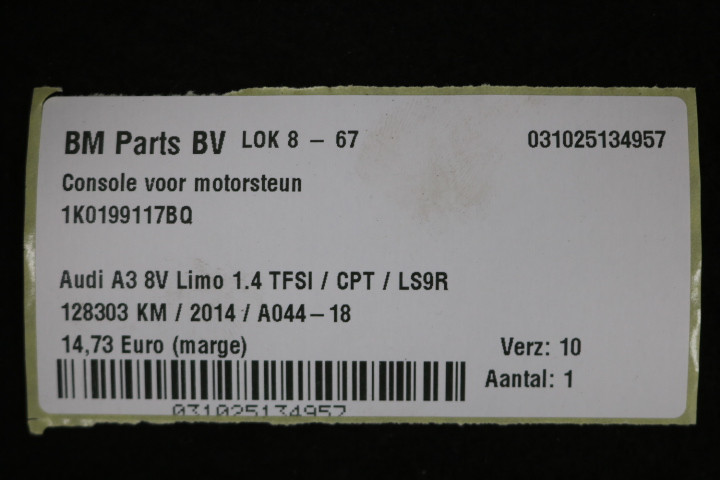 BM Parts BV LOK 8 – 67 031025134957
Console voor motorsteun
1K0199117BQ
Audi A3 8V Limo 1.4 TFSI / CPT / LS9R
128303 KM / 2014 / A044–18
14,73 Euro (marge) Verz: 10
Aantal: 1
031025134957